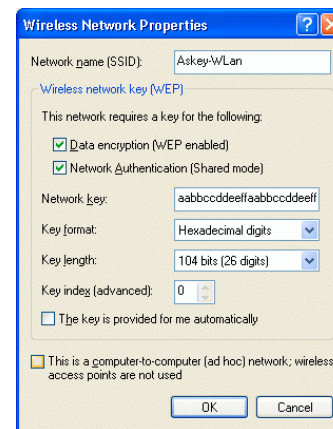 Wireless Network Properties
Network name (SSID): Askey-WLan
Wireless network key (WEP)
This network requires a key for the following:
Data encryption (WEP enabled)
Network Authentication (Shared mode)
Network key: aabbccddeeffaabbccddeeff
Key format: Hexadecimal digits
Key length: 104 bits (26 digits)
Key index (advanced): 0
The key is provided for me automatically
This is a computer-to-computer (ad hoc) network; wireless
access points are not used
OK Cancel